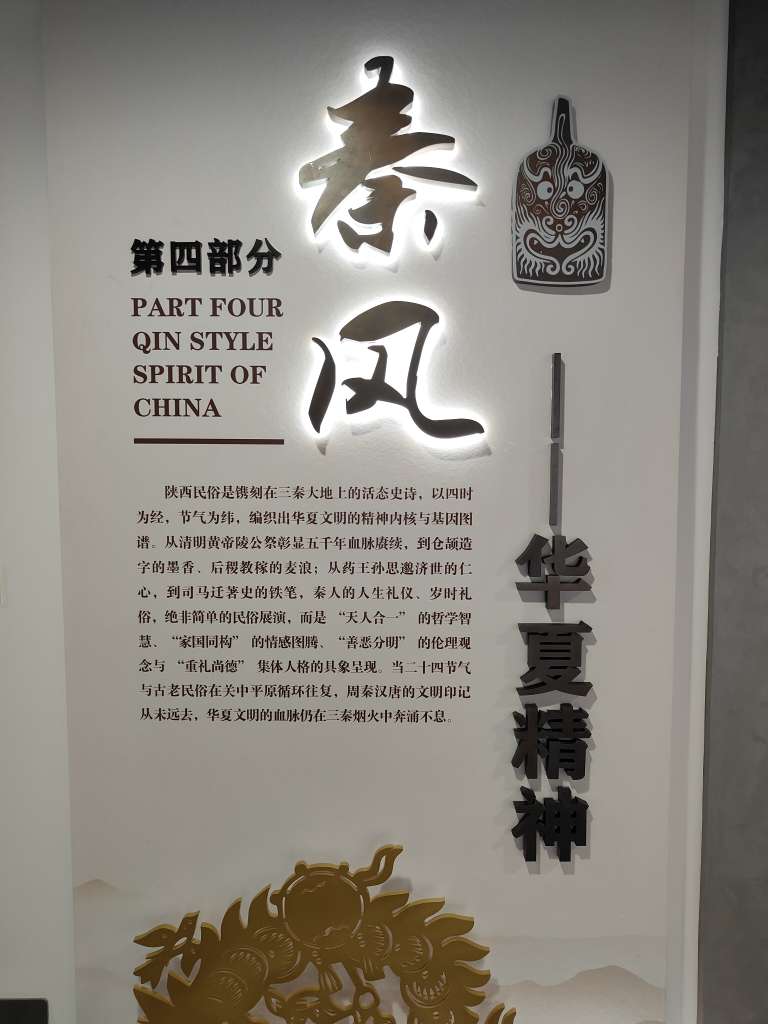 秦风
——华夏精神
第四部分
PART FOUR
QIN STYLE
SPIRIT OF
CHINA
陕西民俗是镌刻在三秦大地上的活态史诗，以四时
为经，节气为纬，编织出华夏文明的精神内核与基因图
谱。从清明黄帝陵公祭彰显五千年血脉赓续，到仓颉造
字的墨香、后稷教稼的麦浪；从药王孙思邈济世的仁
心，到司马迁著史的铁笔，秦人的人生礼仪、岁时礼
俗，绝非简单的民俗展演，而是“天人合一”的哲学智
慧、“家国同构”的情感图腾、“善恶分明”的伦理观
念与“重礼尚德”集体人格的具象呈现。当二十四节气
与古老民俗在关中平原循环往复，周秦汉唐的文明印记
从未远去，华夏文明的血脉仍在三秦烟火中奔涌不息。